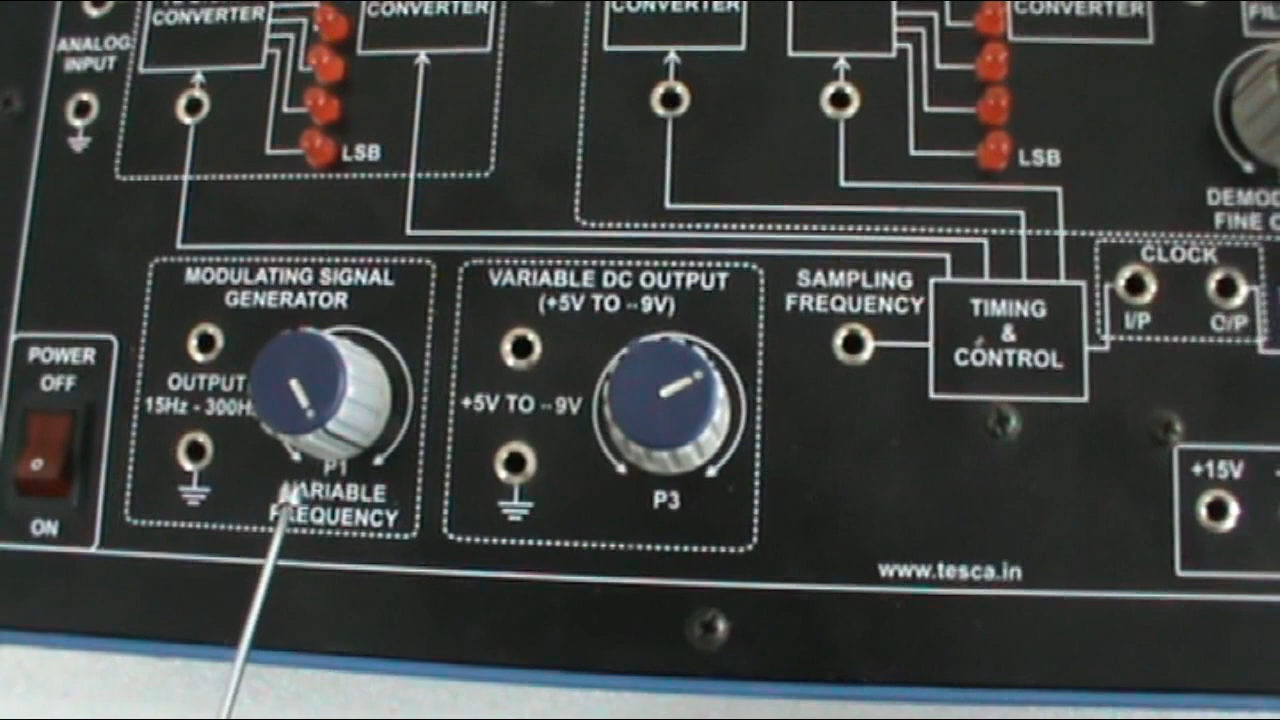 CONVERTER
CONVERTER
CONVERTER
CONVERTER
ANALOG
INPUT
LSB
LSB
MODULATING SIGNAL
GENERATOR
VARIABLE DC OUTPUT
(+5V TO -- 9V)
SAMPLING
FREQUENCY
TIMING
&
CONTROL
CLOCK
I/P
O/P
POWER
OFF
ON
OUTPUT
15Hz - 300Hz
P1
VARIABLE
FREQUENCY
+5V TO -- 9V
P3
+15V
www.tesca.in